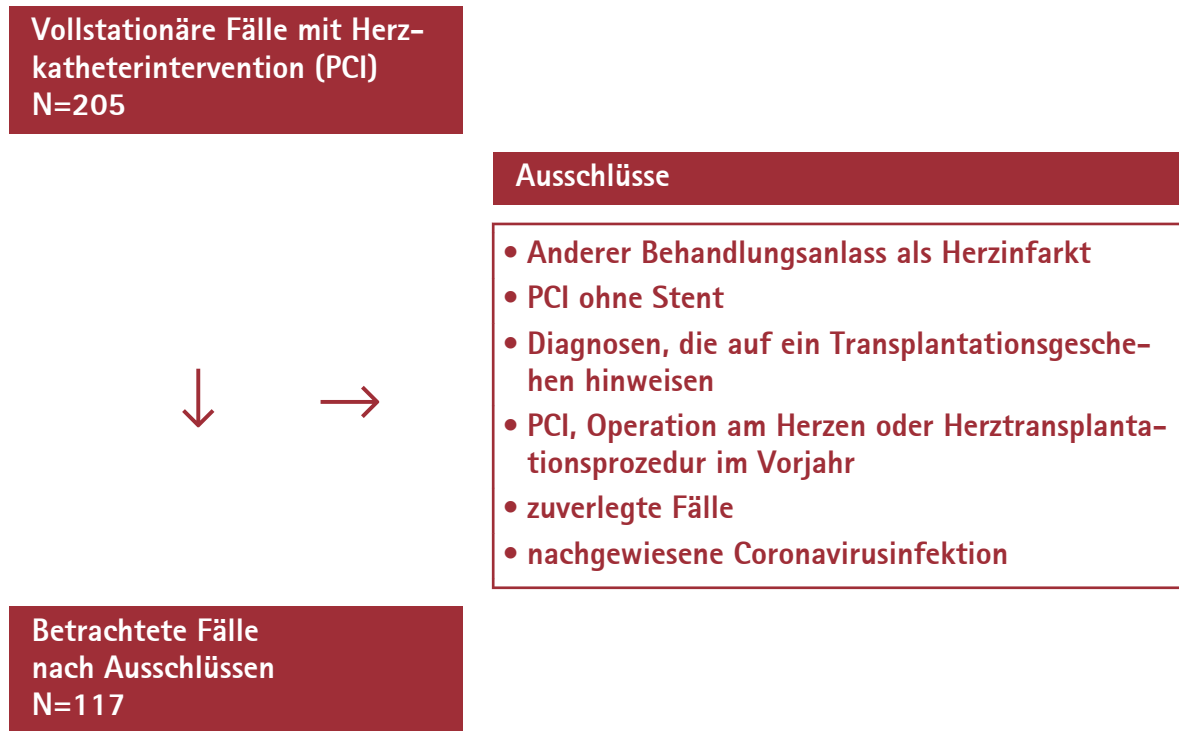 Vollstationäre Fälle mit Herz-
katheterintervention (PCI)
N=205
Ausschlüsse
• Anderer Behandlungsanlass als Herzinfarkt
• PCI ohne Stent
• Diagnosen, die auf ein Transplantationsgesche-
hen hinweisen
• PCI, Operation am Herzen oder Herztransplanta-
tionsprozedur im Vorjahr
• zuverlegte Fälle
• nachgewiesene Coronavirusinfektion
Betrachtete Fälle
nach Ausschlüssen
N=117